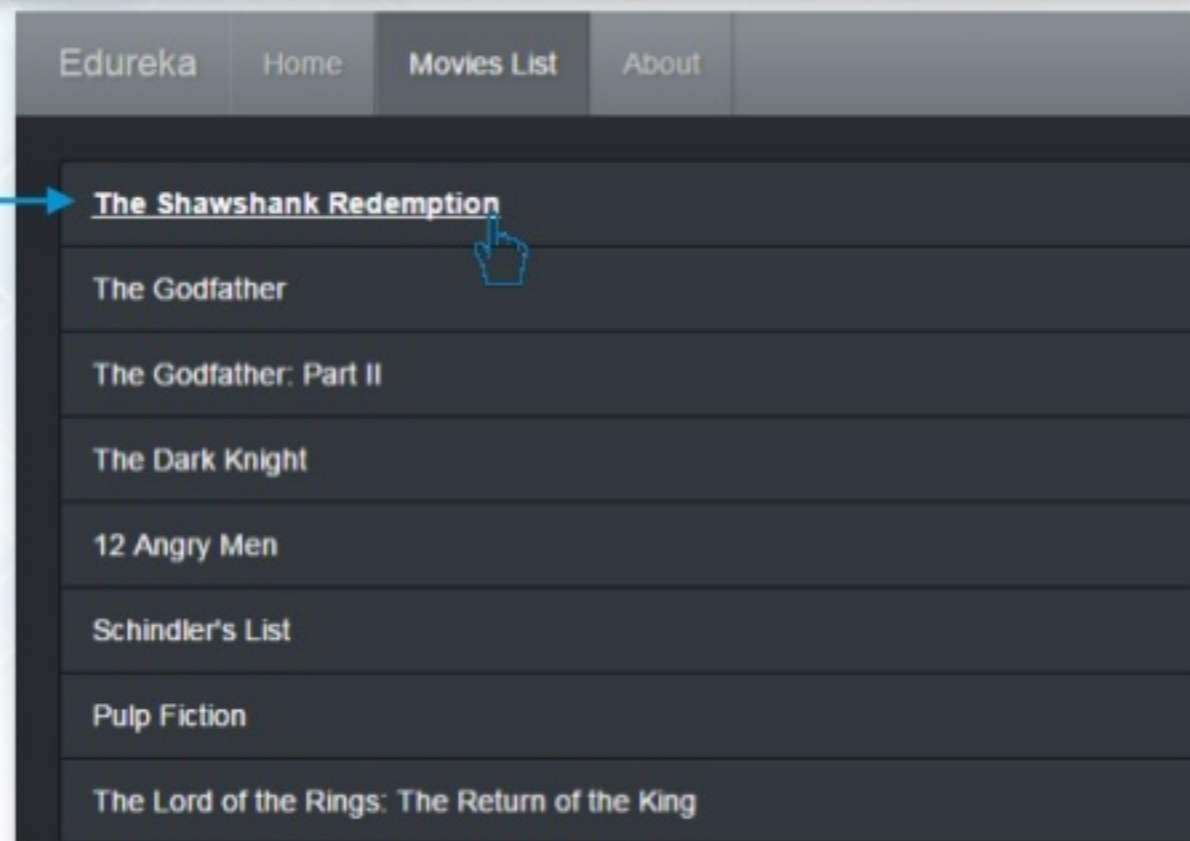 Edureka Home Movies List About
The Shawshank Redemption
The Godfather
The Godfather: Part II
The Dark Knight
12 Angry Men
Schindler's List
Pulp Fiction
The Lord of the Rings: The Return of the King